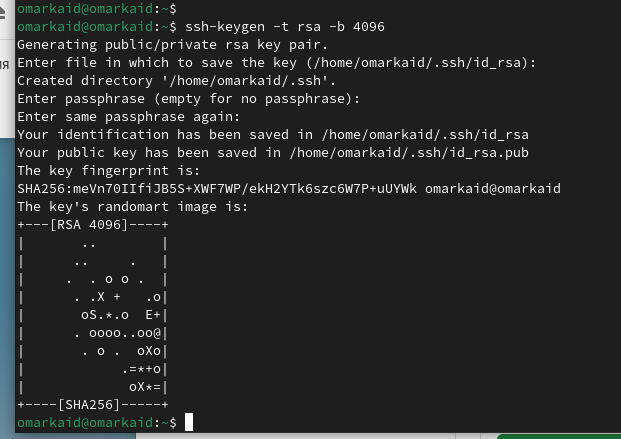 omarkaid@omarkaid:~$
omarkaid@omarkaid:~$ ssh-keygen -t rsa -b 4096
Generating public/private rsa key pair.
Enter file in which to save the key (/home/omarkaid/.ssh/id_rsa):
Created directory '/home/omarkaid/.ssh'.
Enter passphrase (empty for no passphrase):
Enter same passphrase again:
Your identification has been saved in /home/omarkaid/.ssh/id_rsa
Your public key has been saved in /home/omarkaid/.ssh/id_rsa.pub
The key fingerprint is:
SHA256:meVn70IIfiJB5S+XWF7WP/ekH2YTk6szc6W7P+uUYWk omarkaid@omarkaid
The key's randomart image is:
+---[RSA 4096]----+
|       ..        |
|      ..     .   |
|     .  . o o .  |
|      . .X +   .o|
|       oS.*.o  E+|
|      . oooo..oo@|
|       . o .  oXo|
|            .=*+o|
|             oX*=|
+----[SHA256]-----+
omarkaid@omarkaid:~$